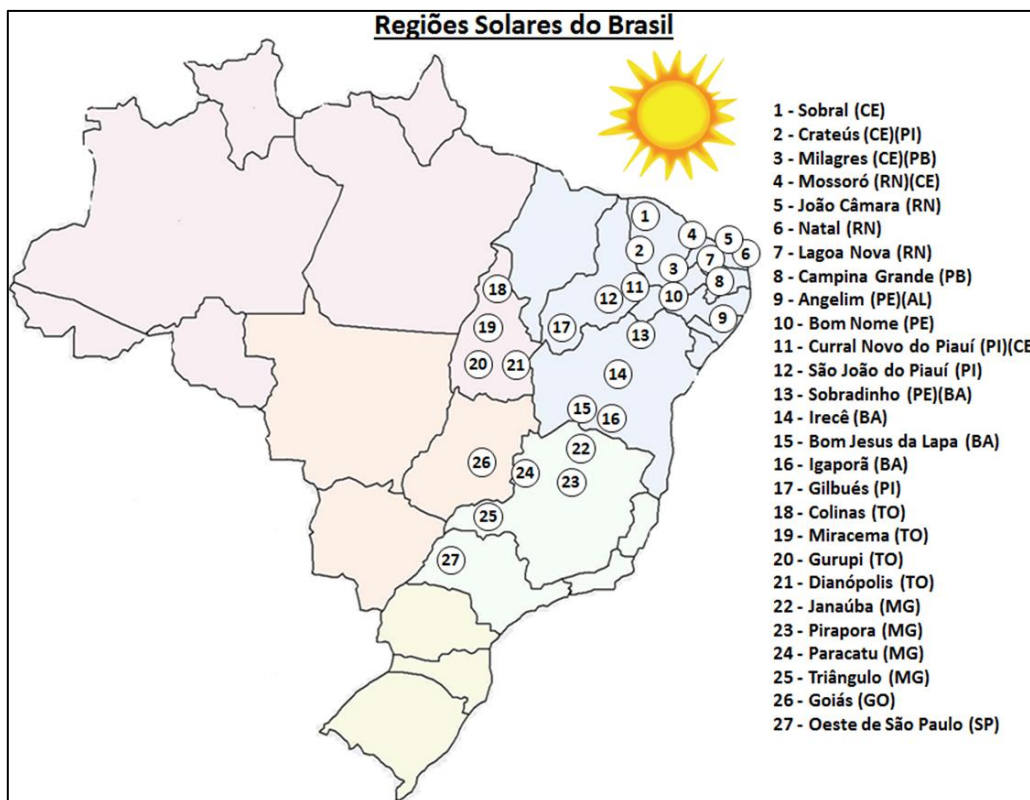 Regiões Solares do Brasil
1 - Sobral (CE)
2 - Crateús (CE)(PI)
3 - Milagres (CE)(PB)
4 - Mossoró (RN)(CE)
5 - João Câmara (RN)
6 - Natal (RN)
7 - Lagoa Nova (RN)
8 - Campina Grande (PB)
9 - Angelim (PE)(AL)
10 - Bom Nome (PE)
11 - Curral Novo do Piauí (PI)(CE
12 - São João do Piauí (PI)
13 - Sobradinho (PE)(BA)
14 - Irecê (BA)
15 - Bom Jesus da Lapa (BA)
16 - Igaporã (BA)
17 - Gilbués (PI)
18 - Colinas (TO)
19 - Miracema (TO)
20 - Gurupi (TO)
21 - Dianópolis (TO)
22 - Janaúba (MG)
23 - Pirapora (MG)
24 - Paracatu (MG)
25 - Triângulo (MG)
26 - Goiás (GO)
27 - Oeste de São Paulo (SP)
1
4
5
2
6
7
3
8
18
11
12
10
9
19
17
13
20
21
14
15
16
22
26
24
23
25
27